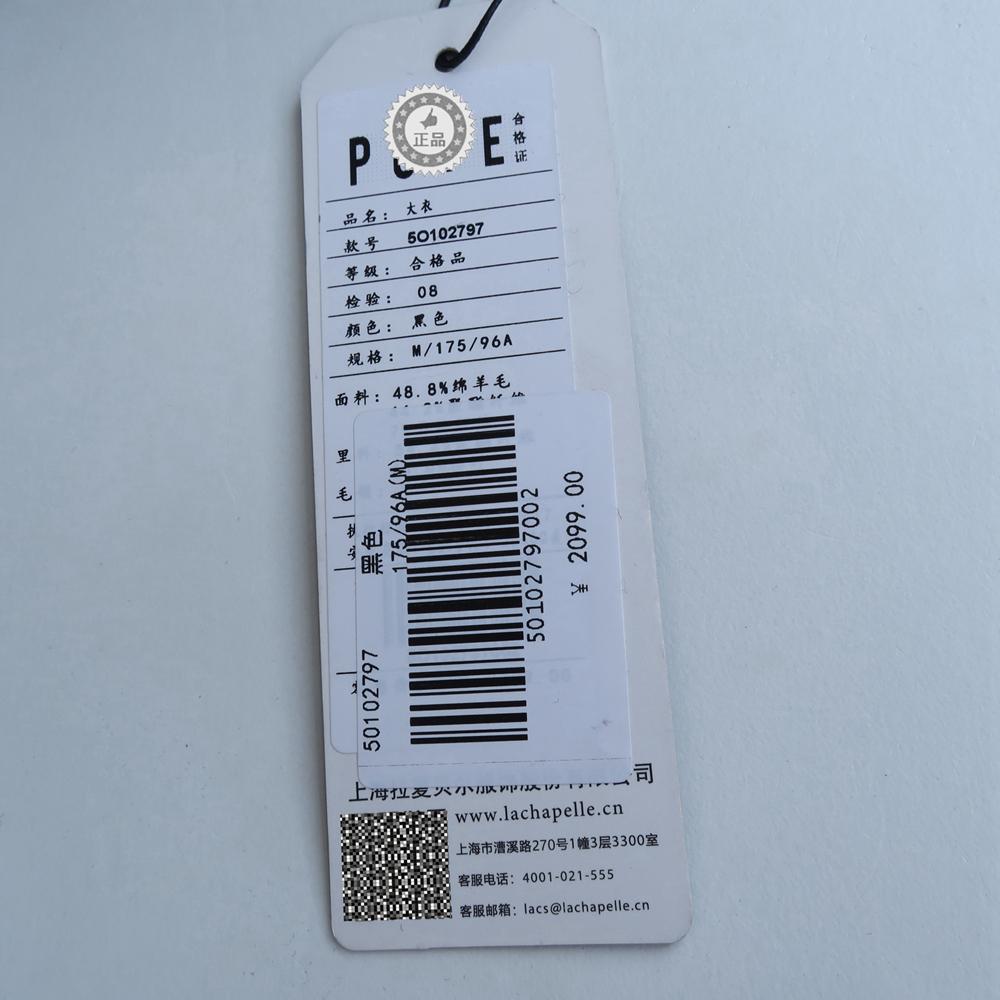 正品
合格证
品名：大衣
款号 50102797
等级：合格品
检验：08
颜色：黑色
规格：M/175/96A
面料：48.8%绵羊毛
里
毛
黑色
175/96A(M)
50102797
50102797002
2099.00
上海拉夏贝尔服饰股份有限公司
www.lachapelle.cn
上海市漕溪路270号1幢3层3300室
客服电话：4001-021-555
客服邮箱：lacs@lachapelle.cn